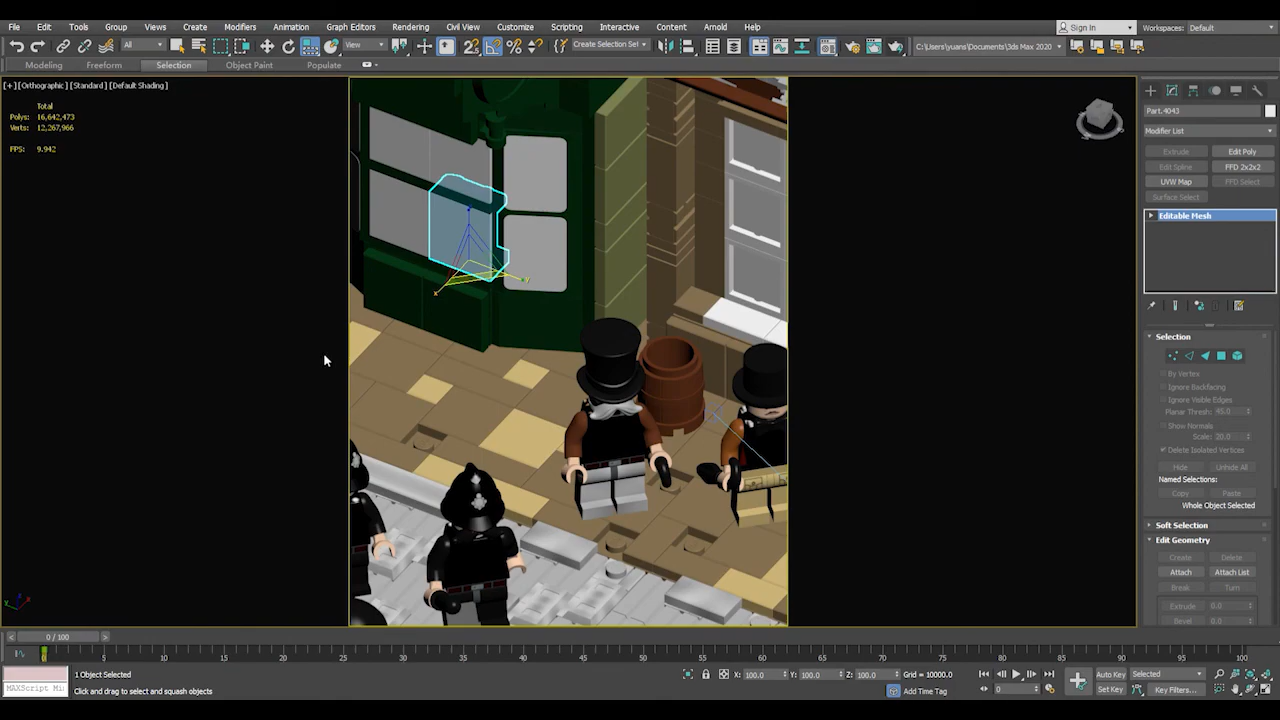 File Edit Tools Group Views Create Modifiers Animation Graph Editors Rendering Civil View Customize Scripting Interactive Content Arnold Help Sign In Workspaces: Default
All View Create Selection Set C:\Users\yuans\Documents\3ds Max 2020
Modeling Freeform Selection Object Paint Populate
[+] [Orthographic] [Standard] [Default Shading]
Total
Polys: 16,642,473
Verts: 12,267,966
FPS: 9.942
Part.4043
Modifier List
Extrude Edit Poly
Edit Spline FFD 2x2x2
UVW Map FFD Select
Surface Select
Editable Mesh
Selection
By Vertex
Ignore Backfacing
Ignore Visible Edges
Planar Thresh: 45.0
Show Normals
Scale: 20.0
Delete Isolated Vertices
Hide Unhide All
Named Selections:
Copy Paste
Whole Object Selected
Soft Selection
Edit Geometry
Create Delete
Attach Attach List
Break Turn
Extrude 0.0
Bevel 0.0
x y
0 / 100
0 5 10 15 20 25 30 35 40 45 50 55 60 65 70 75 80 85 90 95 100
1 Object Selected X: 100.0 Y: 100.0 Z: 100.0 Grid = 10000.0 Auto Key Selected
MAXScript Mi Click and drag to select and squash objects Add Time Tag 0 Set Key Key Filters...